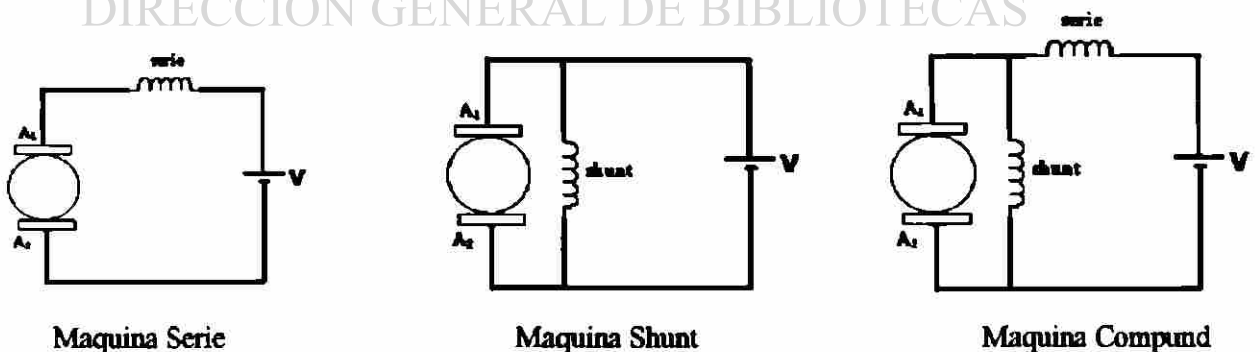 DIRECCIÓN GENERAL DE BIBLIOTECAS
serie
A₁
A₂
V
Maquina Serie
A₁
A₂
shunt
V
Maquina Shunt
serie
A₁
A₂
shunt
V
Maquina Compund